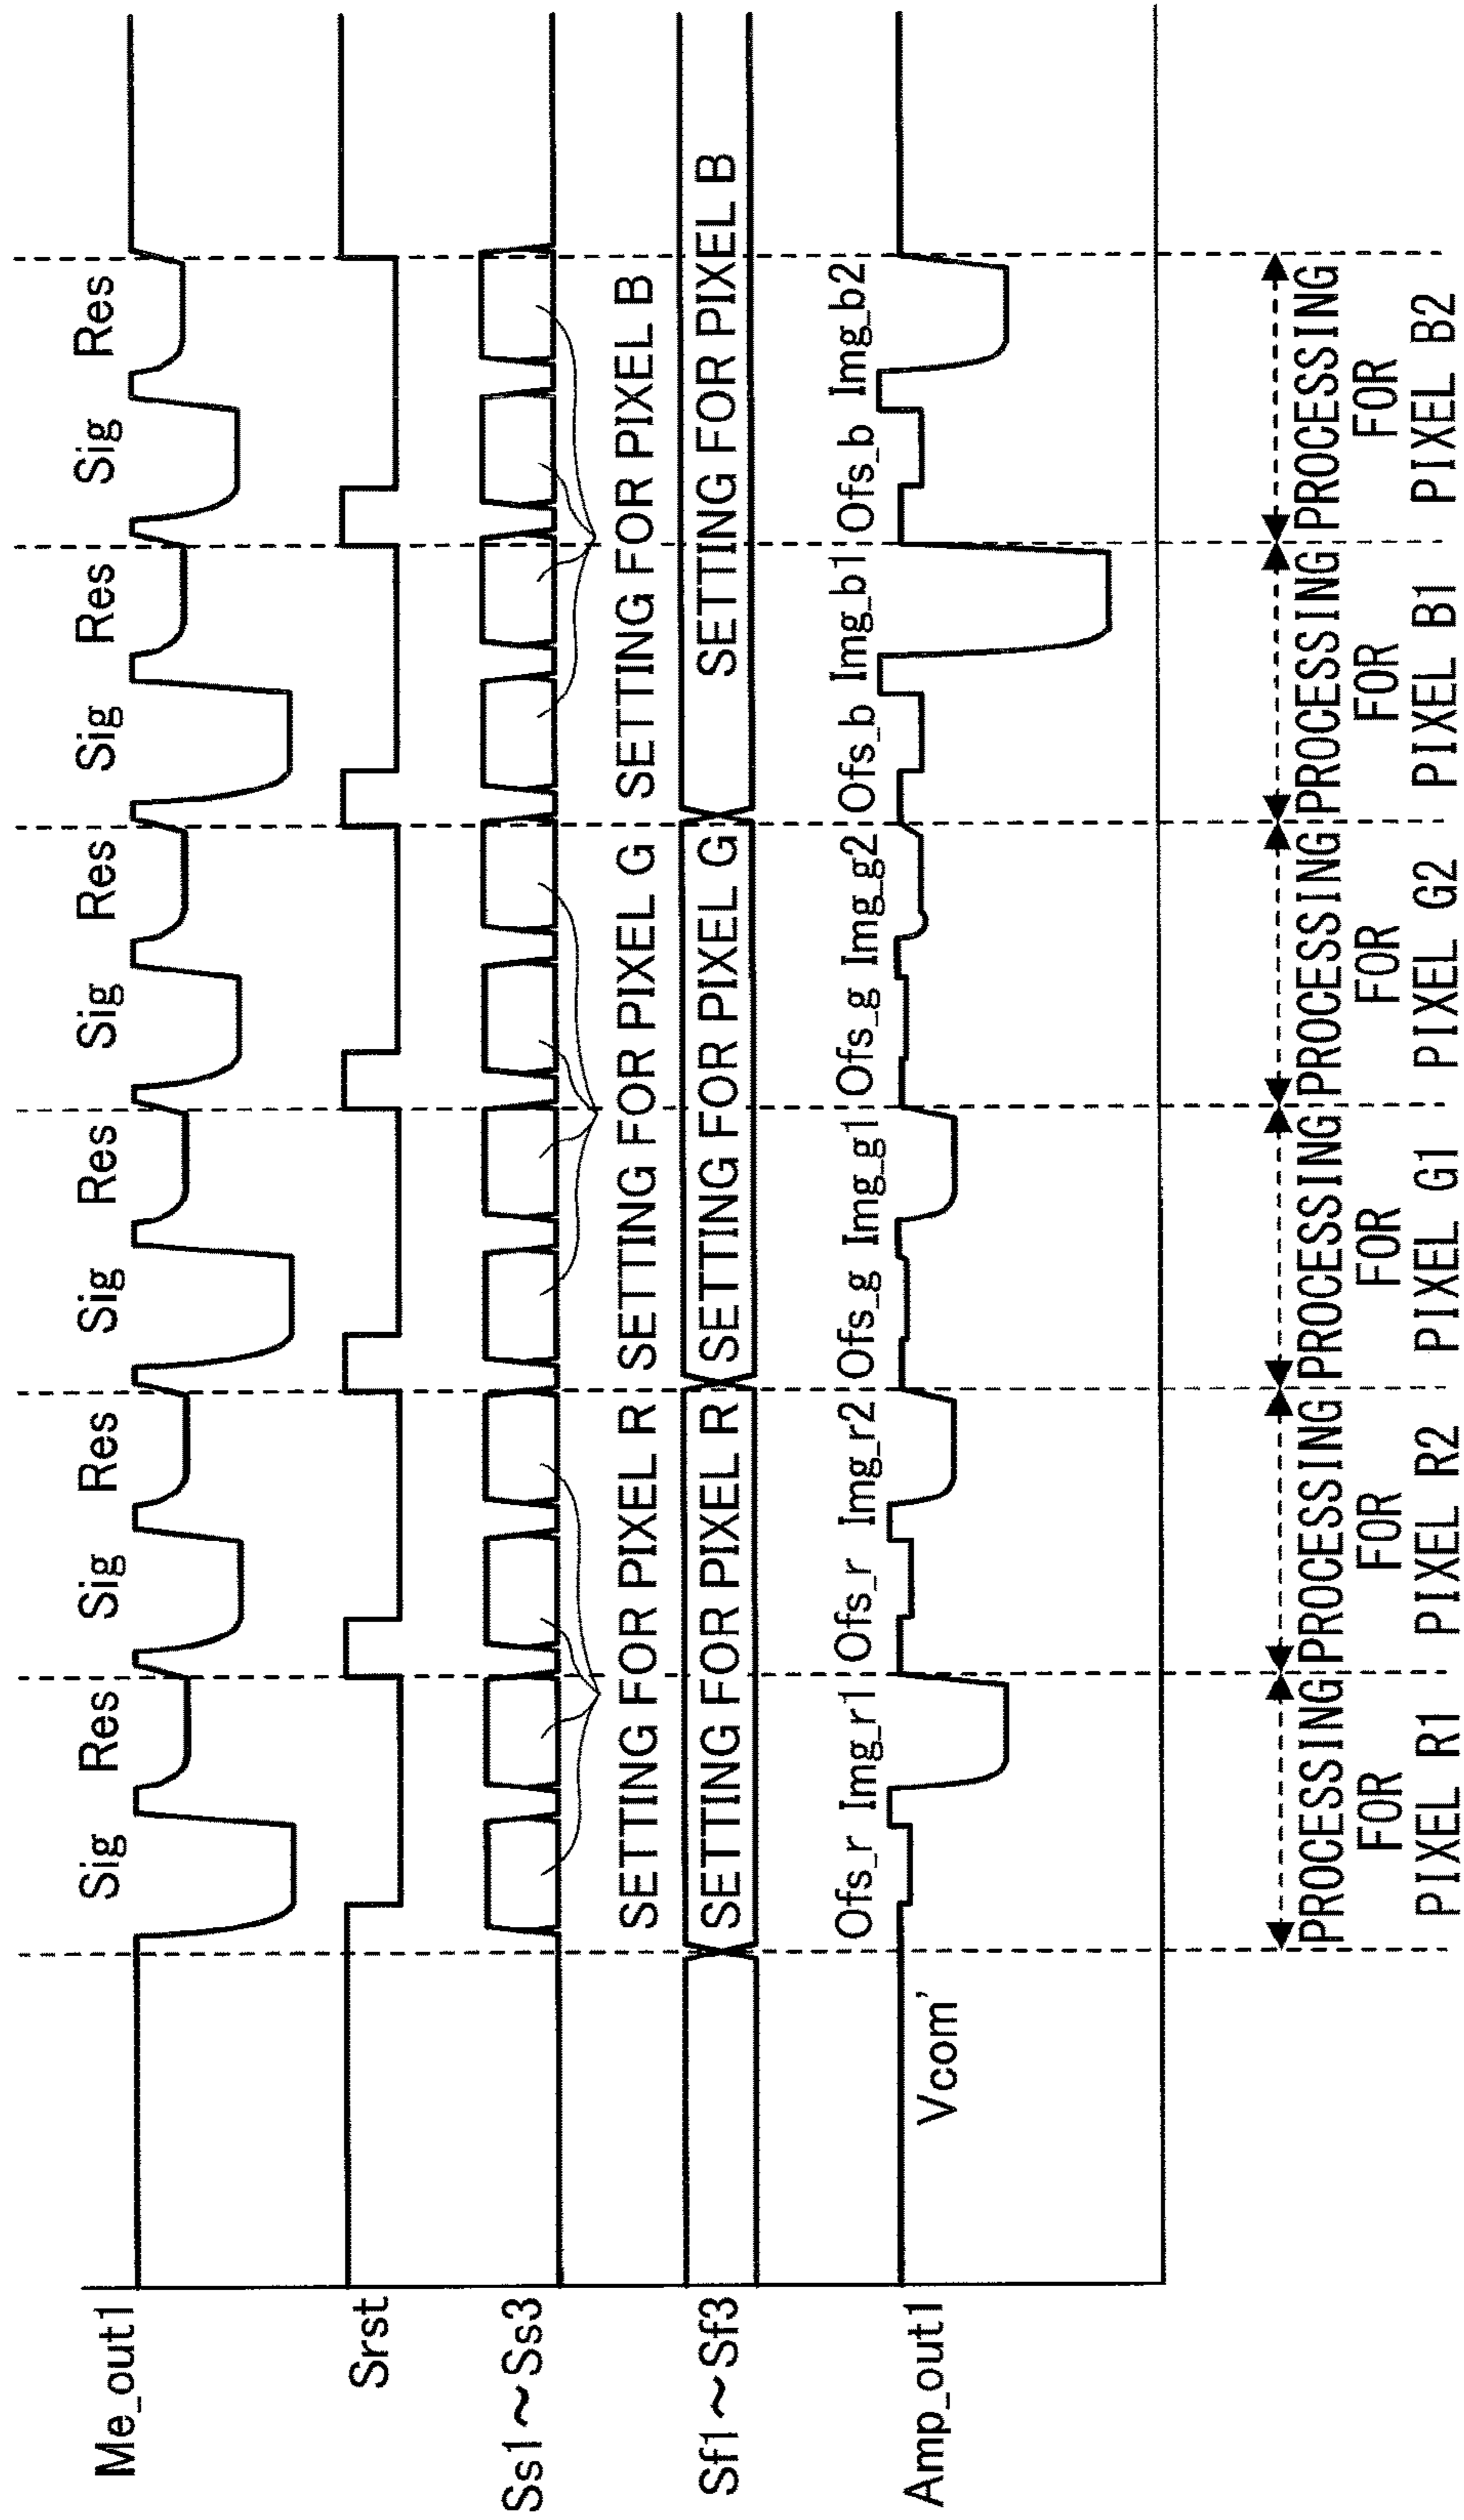 Me_out1
Sig Res Sig Res Sig Res Sig Res Sig Res Sig Res
Srst
Ss1~Ss3
SETTING FOR PIXEL R SETTING FOR PIXEL G SETTING FOR PIXEL B
Sf1~Sf3
SETTING FOR PIXEL R SETTING FOR PIXEL G SETTING FOR PIXEL B
Amp_out1
Vcom'
Ofs_r Img_r1 Ofs_r Img_r2 Ofs_g Img_g1 Ofs_g Img_g2 Ofs_b Img_b1 Ofs_b Img_b2
PROCESSING
FOR
PIXEL R1
PROCESSING
FOR
PIXEL R2
PROCESSING
FOR
PIXEL G1
PROCESSING
FOR
PIXEL G2
PROCESSING
FOR
PIXEL B1
PROCESSING
FOR
PIXEL B2